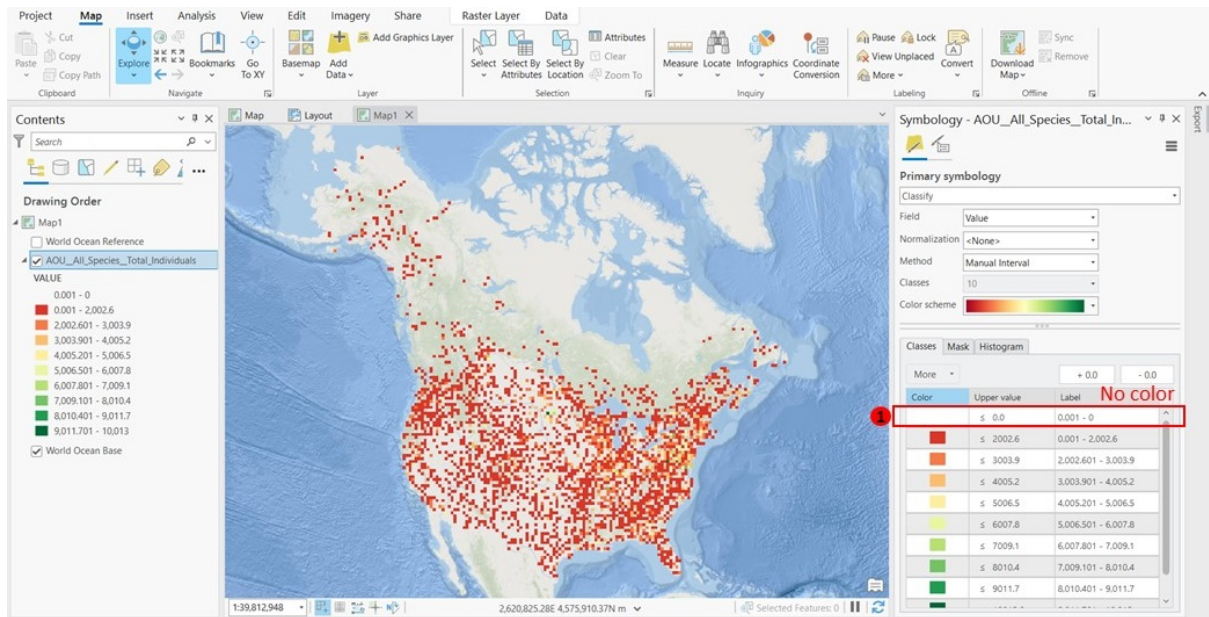 Project Map Insert Analysis View Edit Imagery Share Raster Layer Data
Cut
Copy
Copy Path
Paste
Clipboard
Explore
Bookmarks
Go To XY
Navigate
Basemap
Add Data
Add Graphics Layer
Layer
Select
Select By Attributes
Select By Location
Attributes
Clear
Zoom To
Selection
Measure
Locate
Infographics
Coordinate Conversion
Inquiry
Pause
Lock
View Unplaced
More
Convert
Labeling
Download Map
Sync
Remove
Offline
Contents
Search
Drawing Order
Map1
World Ocean Reference
AOU__All_Species__Total_Individuals
VALUE
0.001 - 0
0.001 - 2,002.6
2,002.601 - 3,003.9
3,003.901 - 4,005.2
4,005.201 - 5,006.5
5,006.501 - 6,007.8
6,007.801 - 7,009.1
7,009.101 - 8,010.4
8,010.401 - 9,011.7
9,011.701 - 10,013
World Ocean Base
Map Layout Map1
1:39,812,948
2,620,825.28E 4,575,910.37N m
Selected Features: 0
Symbology - AOU__All_Species__Total_In...
Export
Primary symbology
Classify
Field Value
Normalization <None>
Method Manual Interval
Classes 10
Color scheme
Classes Mask Histogram
More + 0.0 - 0.0
No color
Color Upper value Label
1 ≤ 0.0 0.001 - 0
≤ 2002.6 0.001 - 2,002.6
≤ 3003.9 2,002.601 - 3,003.9
≤ 4005.2 3,003.901 - 4,005.2
≤ 5006.5 4,005.201 - 5,006.5
≤ 6007.8 5,006.501 - 6,007.8
≤ 7009.1 6,007.801 - 7,009.1
≤ 8010.4 7,009.101 - 8,010.4
≤ 9011.7 8,010.401 - 9,011.7